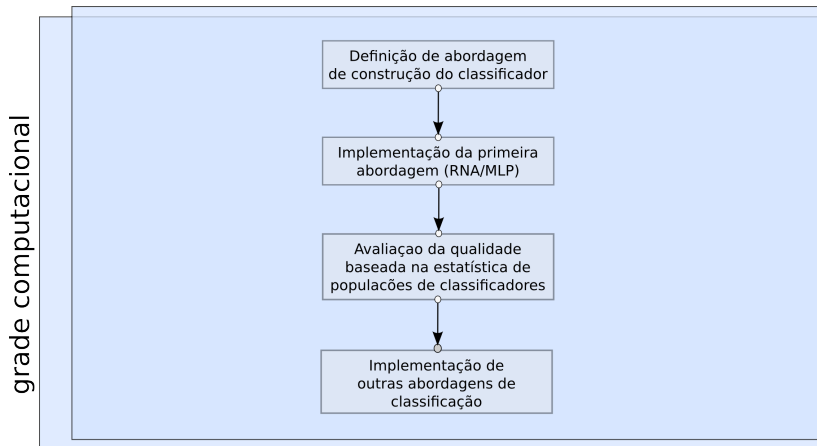 Definição de abordagem
de construção do classificador
Implementação da primeira
abordagem (RNA/MLP)
Avaliaçao da qualidade
baseada na estatística de
populacões de classificadores
Implementação de
outras abordagens de
classificação
grade computacional